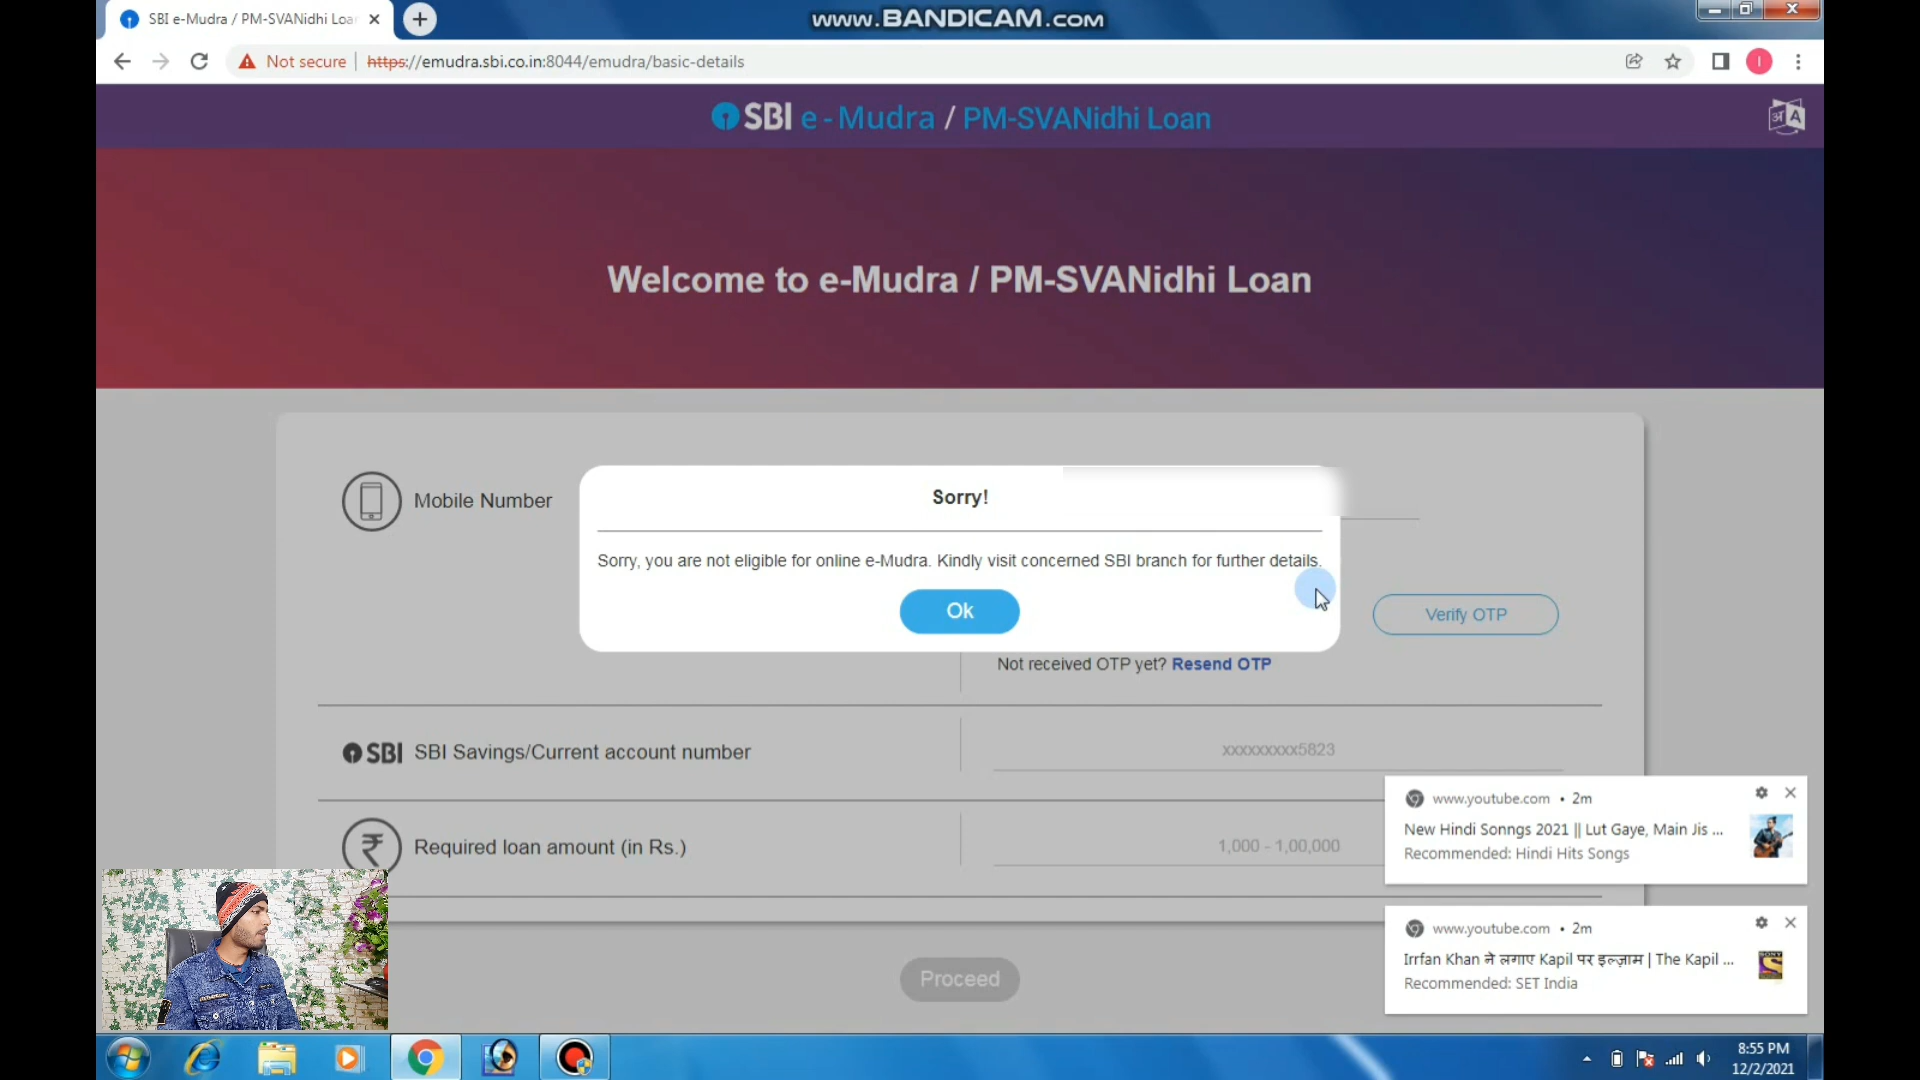 SBI e-Mudra / PM-SVANidhi Loa
www.BANDICAM.com
Not secure
https://emudra.sbi.co.in:8044/emudra/basic-details
I
SBI e-Mudra / PM-SVANidhi Loan
अ A
Welcome to e-Mudra / PM-SVANidhi Loan
Mobile Number
Sorry!
Sorry, you are not eligible for online e-Mudra. Kindly visit concerned SBI branch for further details.
Ok
Verify OTP
Not received OTP yet? Resend OTP
SBI SBI Savings/Current account number
xxxxxxxxx5823
₹ Required loan amount (in Rs.)
1,000 - 1,00,000
www.youtube.com • 2m
New Hindi Sonngs 2021 || Lut Gaye, Main Jis ...
Recommended: Hindi Hits Songs
www.youtube.com • 2m
Irrfan Khan ने लगाए Kapil पर इल्ज़ाम | The Kapil ...
SONY
Recommended: SET India
Proceed
8:55 PM
12/2/2021